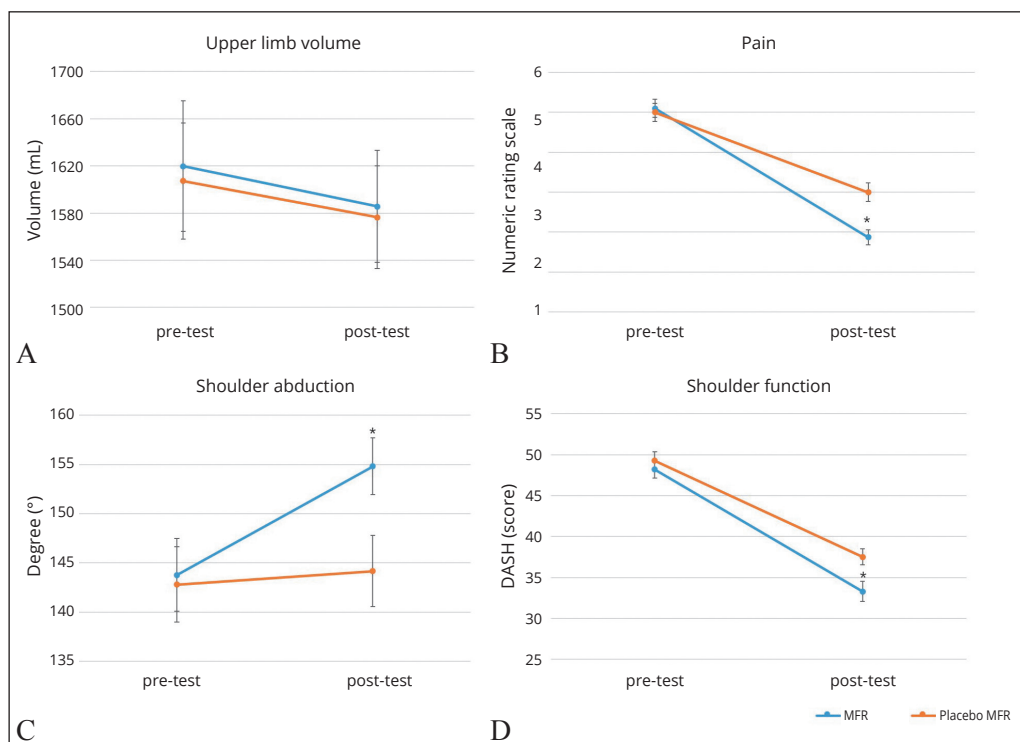 Upper limb volume
Volume (mL)
1700
1660
1620
1580
1540
1500
pre-test post-test
A
Pain
Numeric rating scale
6
5
4
3
2
1
*
pre-test post-test
B
Shoulder abduction
Degree (°)
160
155
150
145
140
135
*
pre-test post-test
C
Shoulder function
DASH (score)
55
50
45
40
35
30
25
*
pre-test post-test
D
MFR Placebo MFR